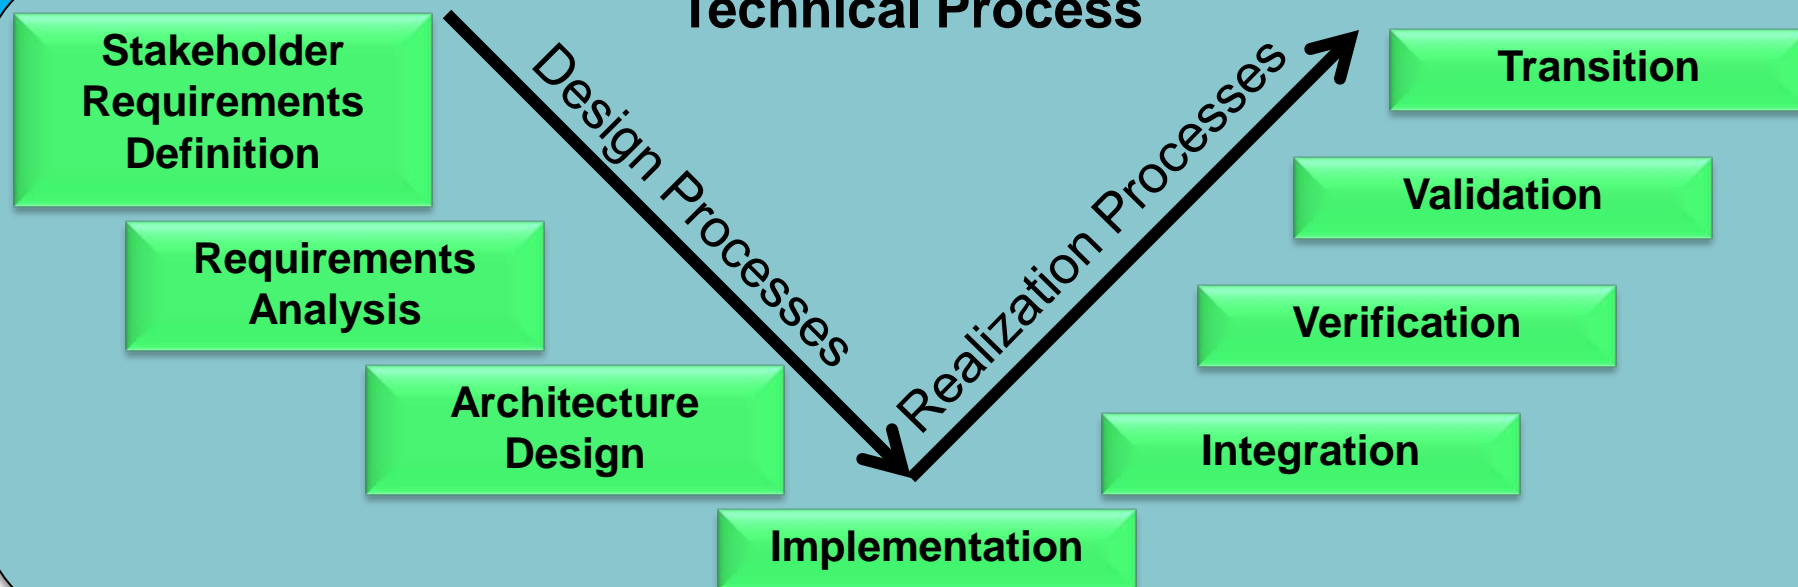 Technical Process
Stakeholder
Requirements
Definition
Requirements
Analysis
Architecture
Design
Implementation
Design Processes
Realization Processes
Transition
Validation
Verification
Integration